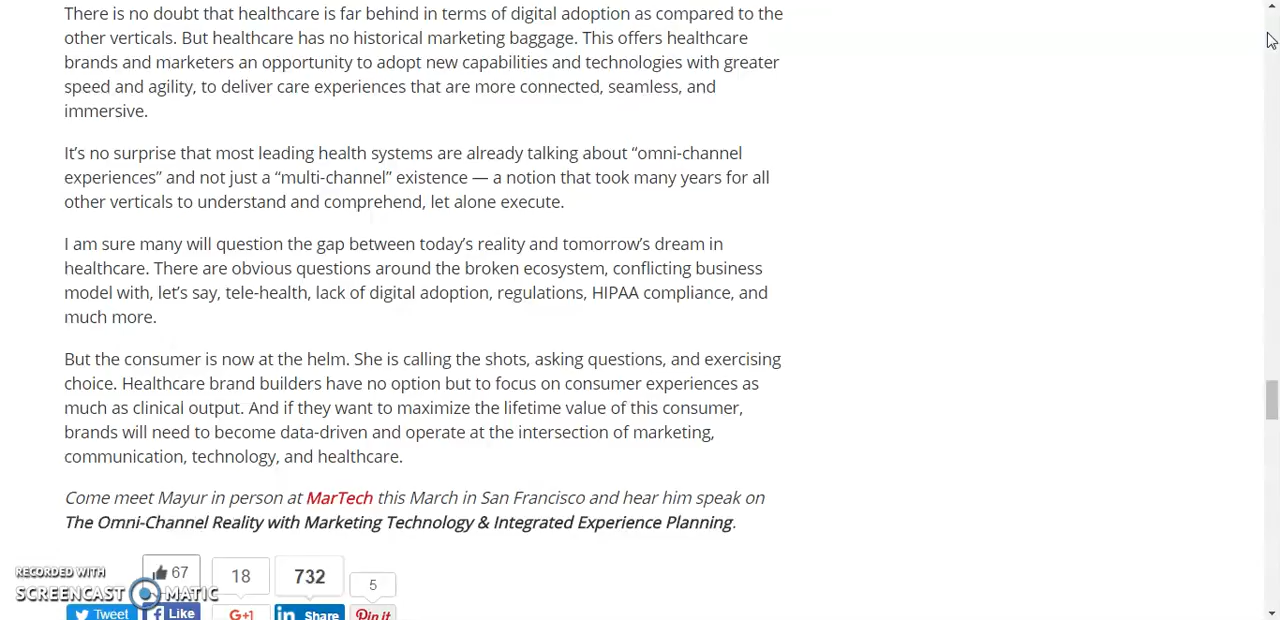 There is no doubt that healthcare is far behind in terms of digital adoption as compared to the
other verticals. But healthcare has no historical marketing baggage. This offers healthcare
brands and marketers an opportunity to adopt new capabilities and technologies with greater
speed and agility, to deliver care experiences that are more connected, seamless, and
immersive.
It’s no surprise that most leading health systems are already talking about “omni-channel
experiences” and not just a “multi-channel” existence — a notion that took many years for all
other verticals to understand and comprehend, let alone execute.
I am sure many will question the gap between today’s reality and tomorrow’s dream in
healthcare. There are obvious questions around the broken ecosystem, conflicting business
model with, let’s say, tele-health, lack of digital adoption, regulations, HIPAA compliance, and
much more.
But the consumer is now at the helm. She is calling the shots, asking questions, and exercising
choice. Healthcare brand builders have no option but to focus on consumer experiences as
much as clinical output. And if they want to maximize the lifetime value of this consumer,
brands will need to become data-driven and operate at the intersection of marketing,
communication, technology, and healthcare.
Come meet Mayur in person at MarTech this March in San Francisco and hear him speak on
The Omni-Channel Reality with Marketing Technology & Integrated Experience Planning.
67 18 732 5
RECORDED WITH
SCREENCAST MATIC
Tweet Like G+1 in Share Pin it